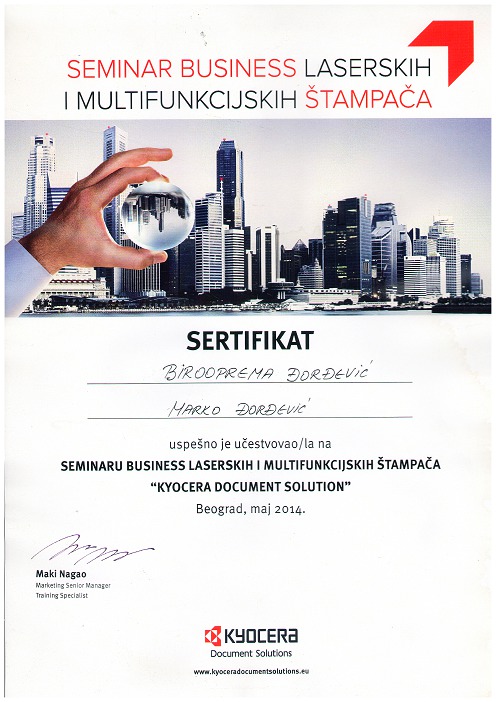 SEMINAR BUSINESS LASERSKIH
I MULTIFUNKCIJSKIH ŠTAMPAČA
SERTIFIKAT
BIROOPREMA ĐORĐEVIĆ
MARKO ĐORĐEVIĆ
uspešno je učestvovao/la na
SEMINARU BUSINESS LASERSKIH I MULTIFUNKCIJSKIH ŠTAMPAČA
“KYOCERA DOCUMENT SOLUTION”
Beograd, maj 2014.
Maki Nagao
Marketing Senior Manager
Training Specialist
KYOCERA
Document Solutions
www.kyoceradocumentsolutions.eu